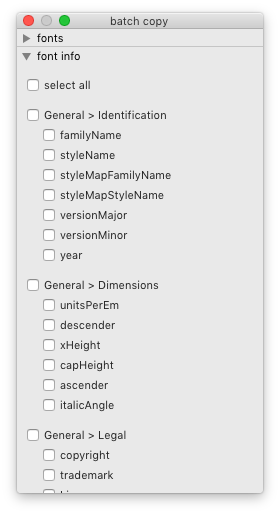 batch copy
fonts
font info
select all
General > Identification
familyName
styleName
styleMapFamilyName
styleMapStyleName
versionMajor
versionMinor
year
General > Dimensions
unitsPerEm
descender
xHeight
capHeight
ascender
italicAngle
General > Legal
copyright
trademark